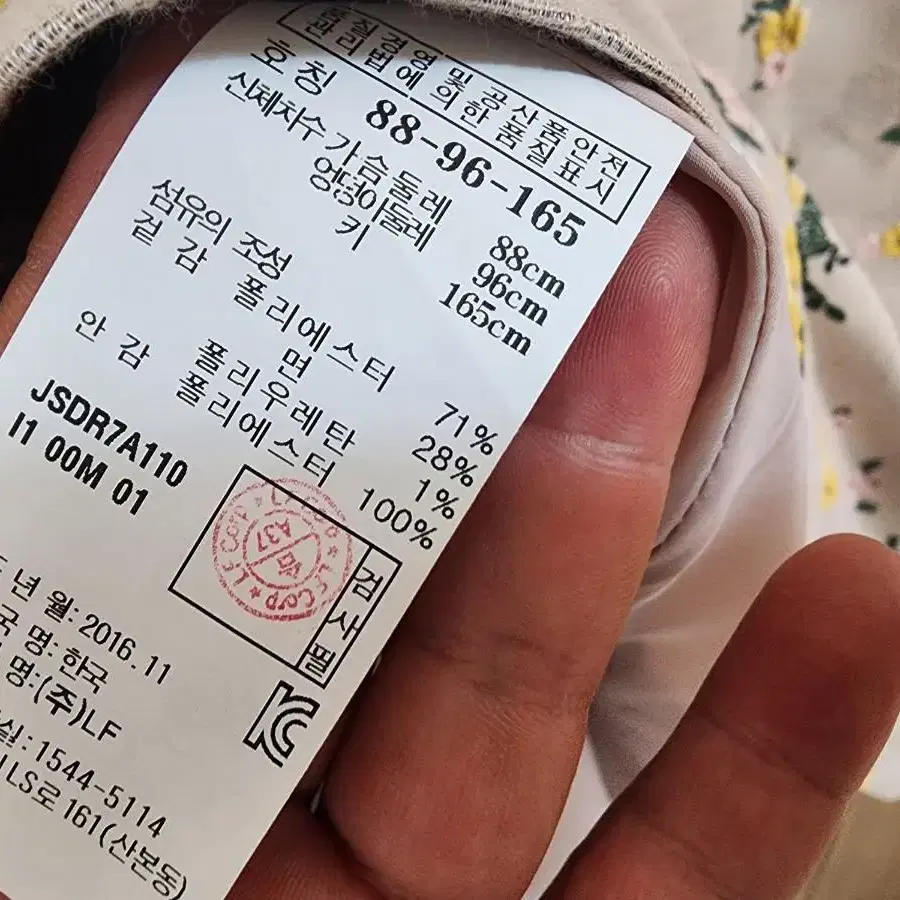 품질경영 및 공산품안전
관리법에 의한 품질표시
호칭 88-96-165
신체치수 가슴둘레 88cm
엉덩이둘레 96cm
키 165cm
섬유의 조성
겉감 폴리에스터 71%
면 28%
폴리우레탄 1%
안감 폴리에스터 100%
JSDR7A110
I1 00M 01
검사필
LF Corp
A37
년 월: 2016.11
국 명: 한국
명:(주)LF
실: 1544-5114
LS로 161(산본동)